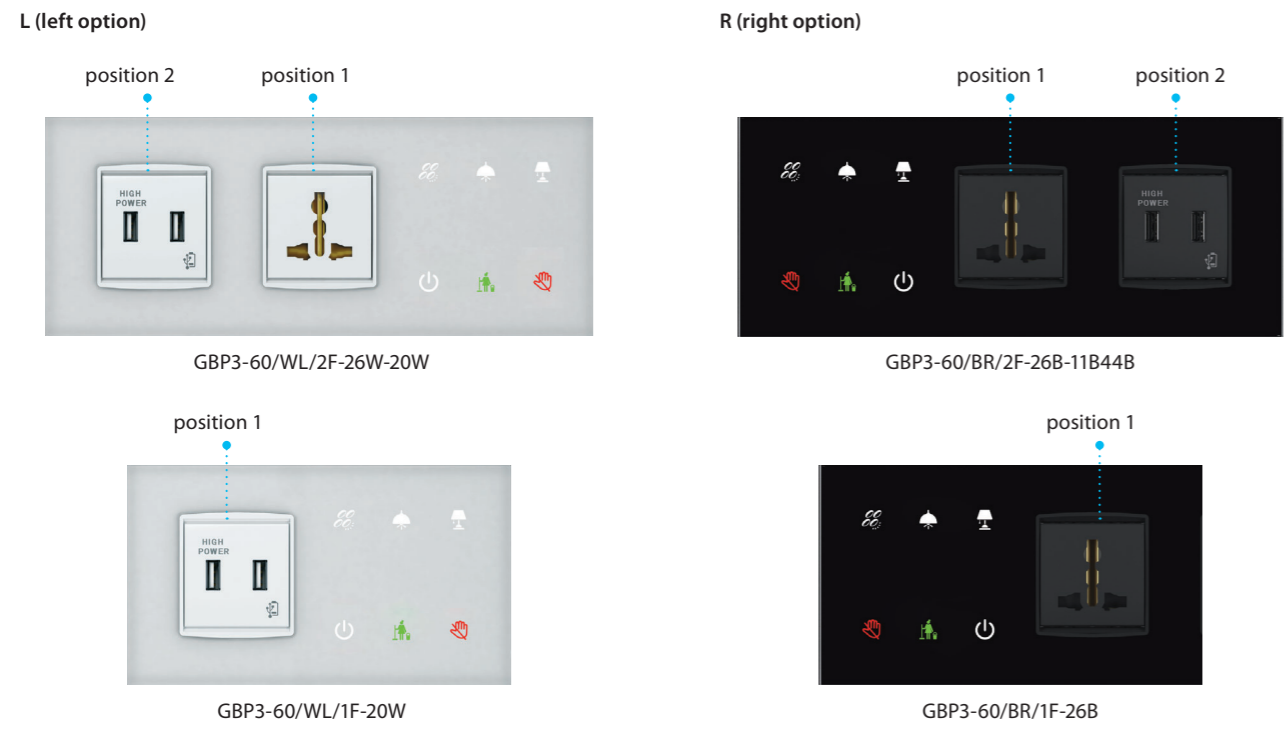 L (left option)
position 2
position 1
HIGH
POWER
GBP3-60/WL/2F-26W-20W
position 1
HIGH
POWER
GBP3-60/WL/1F-20W
R (right option)
position 1
position 2
HIGH
POWER
GBP3-60/BR/2F-26B-11B44B
position 1
GBP3-60/BR/1F-26B